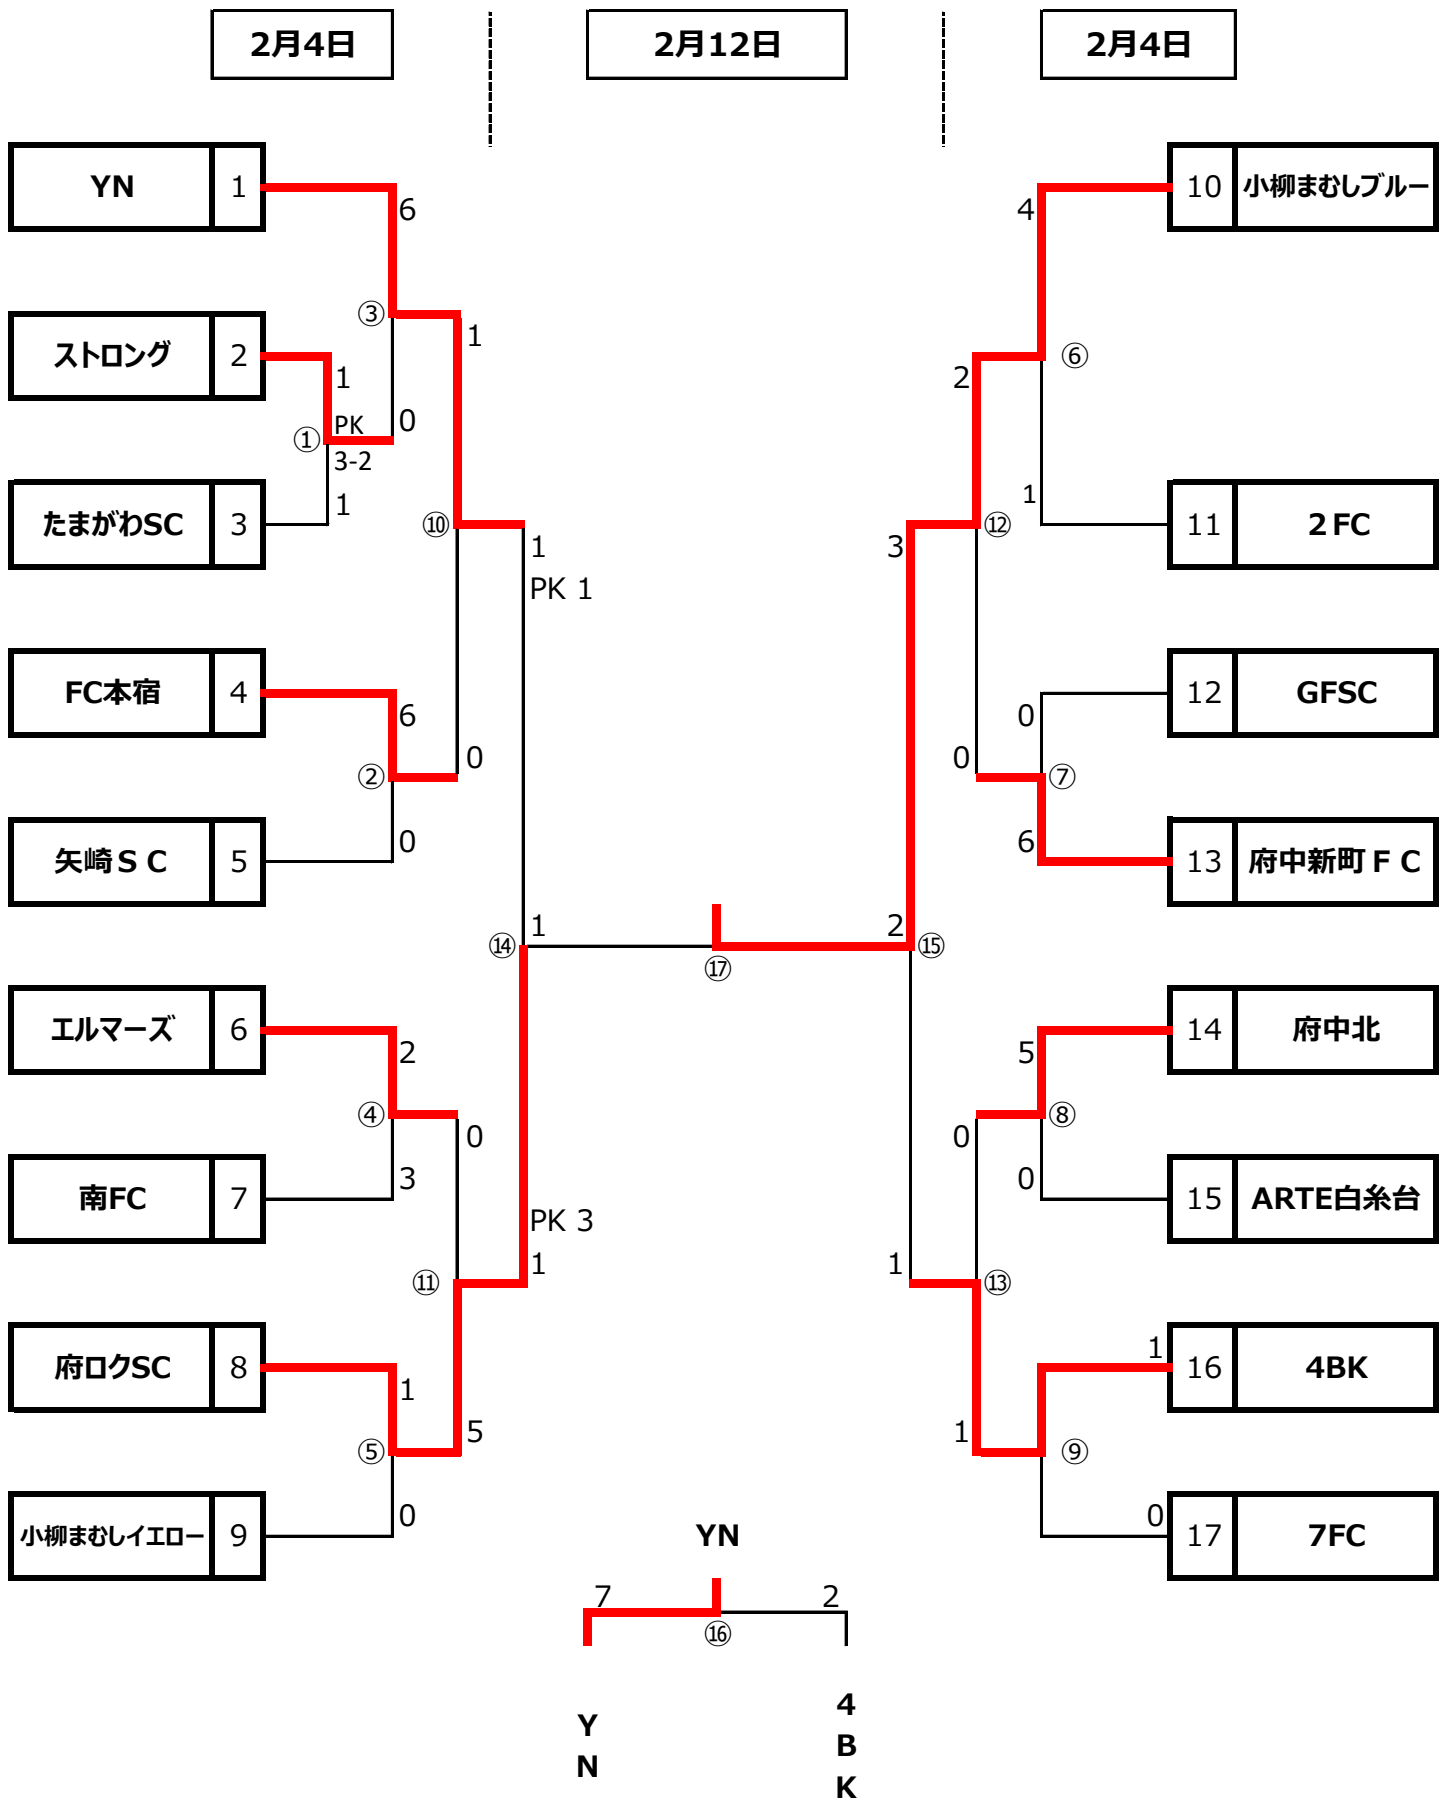 2月4日
2月12日
2月4日
YN 1
6
4
10 小柳まむしブルー
③
1
ストロング 2
1
2
⑥
0
① PK
3-2
1
1
たまがわSC 3
⑩
1
PK 1
3
⑫
11 2FC
FC本宿 4
6
0
12 GFSC
②
0
0
⑦
矢崎SC 5
0
6
13 府中新町FC
⑭
1
2
⑮
⑰
エルマーズ 6
2
5
14 府中北
④
0
0
⑧
南FC 7
3
0
15 ARTE白糸台
PK 3
⑪
1
1
⑬
府ロクSC 8
1
1
16 4BK
⑤
5
1
⑨
小柳まむしイエロー 9
0
0
17 7FC
YN
7
2
⑯
YN
4BK